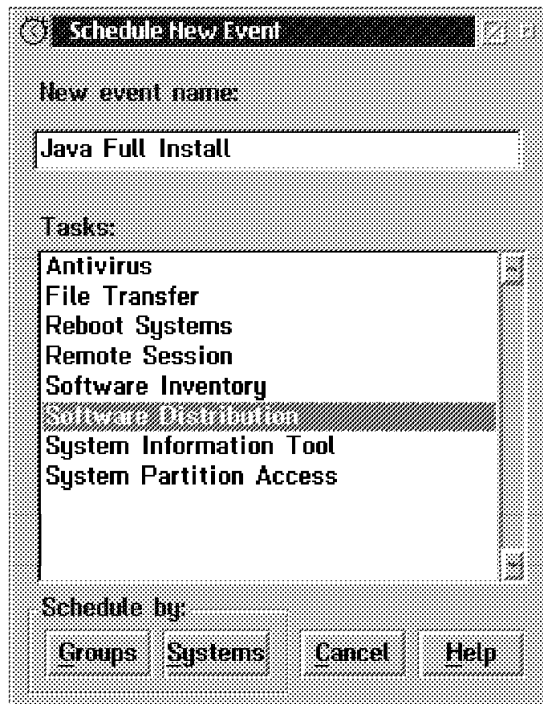 Schedule New Event
New event name:
Java Full Install
Tasks:
Antivirus
File Transfer
Reboot Systems
Remote Session
Software Inventory
Software Distribution
System Information Tool
System Partition Access
Schedule by:
Groups Systems Cancel Help